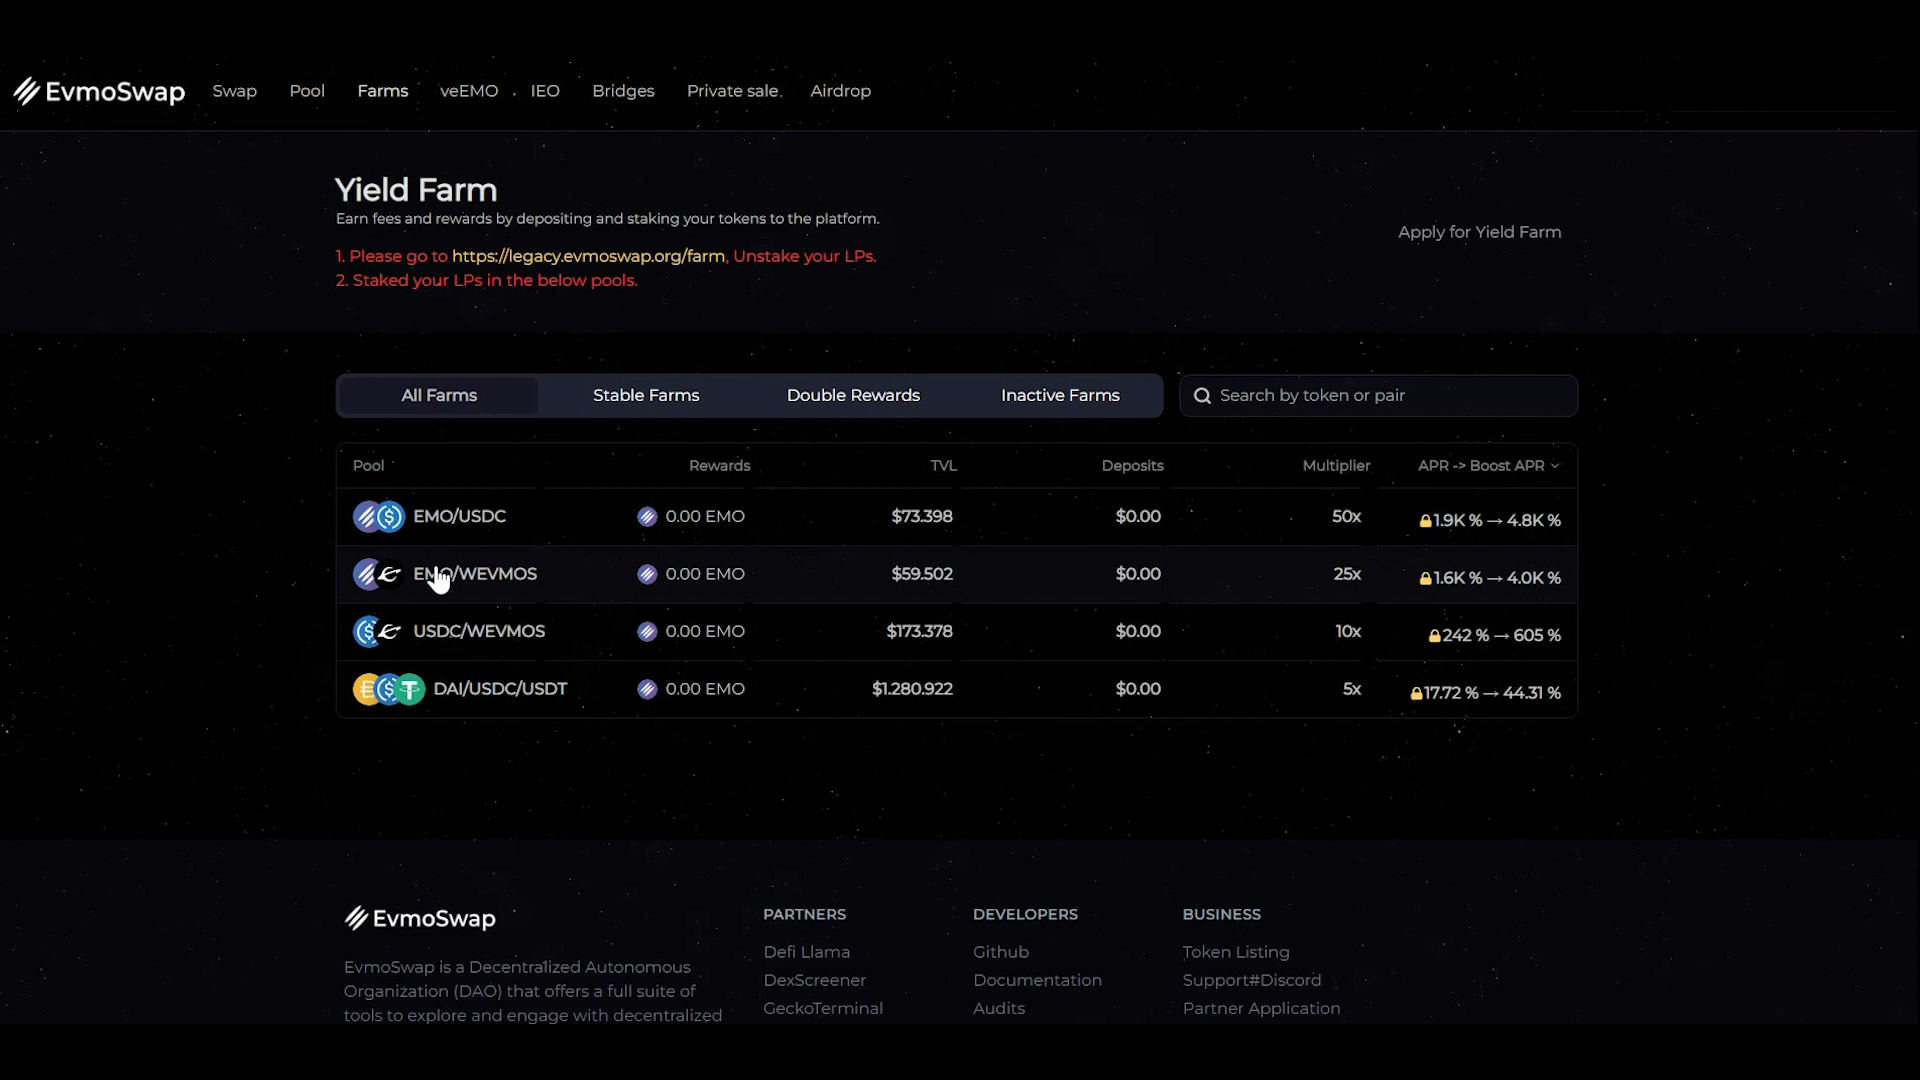 EvmoSwap Swap Pool Farms veEMO IEO Bridges Private sale Airdrop
Yield Farm
Earn fees and rewards by depositing and staking your tokens to the platform.
Apply for Yield Farm
1. Please go to https://legacy.evmoswap.org/farm, Unstake your LPs.
2. Staked your LPs in the below pools.
All Farms Stable Farms Double Rewards Inactive Farms Search by token or pair
Pool Rewards TVL Deposits Multiplier APR -> Boost APR
EMO/USDC 0.00 EMO $73.398 $0.00 50x 1.9K % → 4.8K %
EMO/WEVMOS 0.00 EMO $59.502 $0.00 25x 1.6K % → 4.0K %
USDC/WEVMOS 0.00 EMO $173.378 $0.00 10x 242 % → 605 %
DAI/USDC/USDT 0.00 EMO $1.280.922 $0.00 5x 17.72 % → 44.31 %
EvmoSwap PARTNERS DEVELOPERS BUSINESS
Defi Llama Github Token Listing
EvmoSwap is a Decentralized Autonomous
DexScreener Documentation Support#Discord
Organization (DAO) that offers a full suite of
GeckoTerminal Audits Partner Application
tools to explore and engage with decentralized